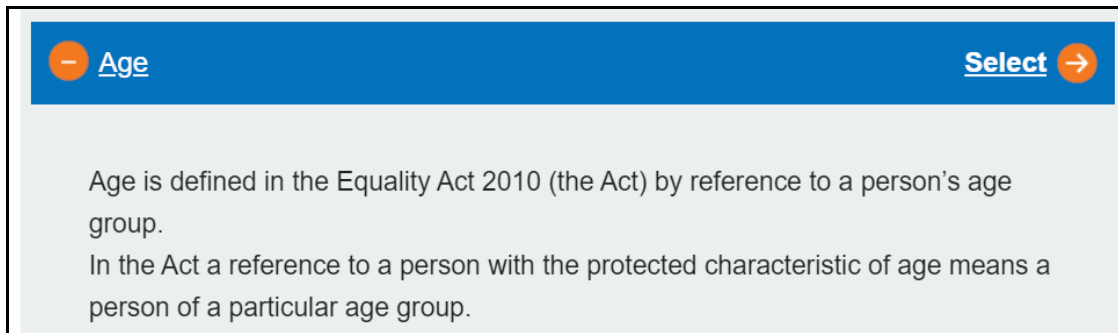 Age
Select
Age is defined in the Equality Act 2010 (the Act) by reference to a person’s age
group.
In the Act a reference to a person with the protected characteristic of age means a
person of a particular age group.